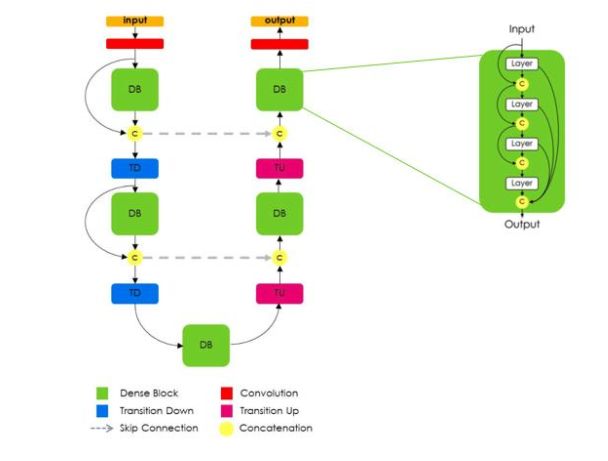 input
output
DB
DB
C
C
TD
TU
DB
DB
C
C
TD
TU
DB
Input
Layer
C
Layer
C
Layer
C
Layer
C
Output
Dense Block
Convolution
Transition Down
Transition Up
Skip Connection
C
Concatenation